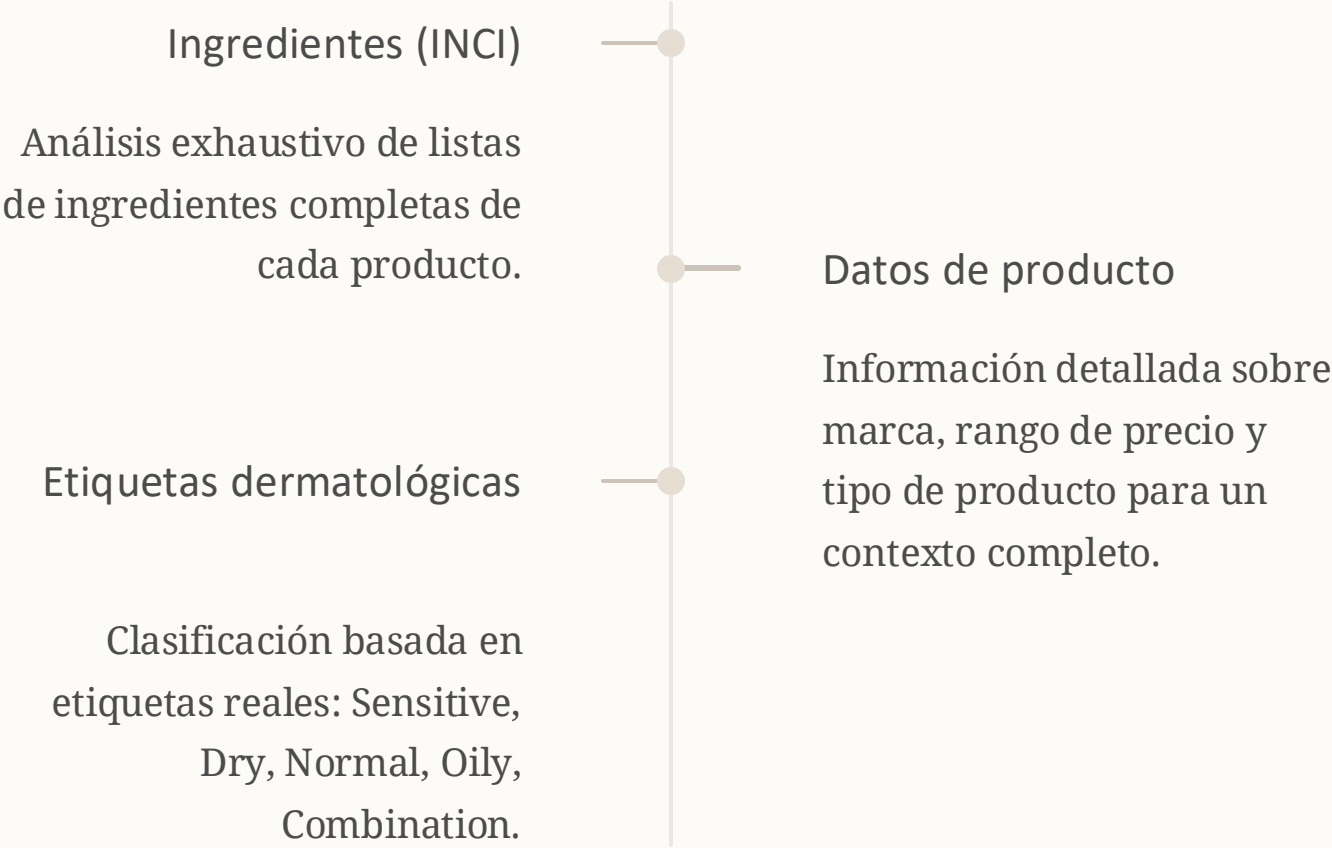 Ingredientes (INCI)
Análisis exhaustivo de listas
de ingredientes completas de
cada producto.
Datos de producto
Información detallada sobre
marca, rango de precio y
tipo de producto para un
contexto completo.
Etiquetas dermatológicas
Clasificación basada en
etiquetas reales: Sensitive,
Dry, Normal, Oily,
Combination.